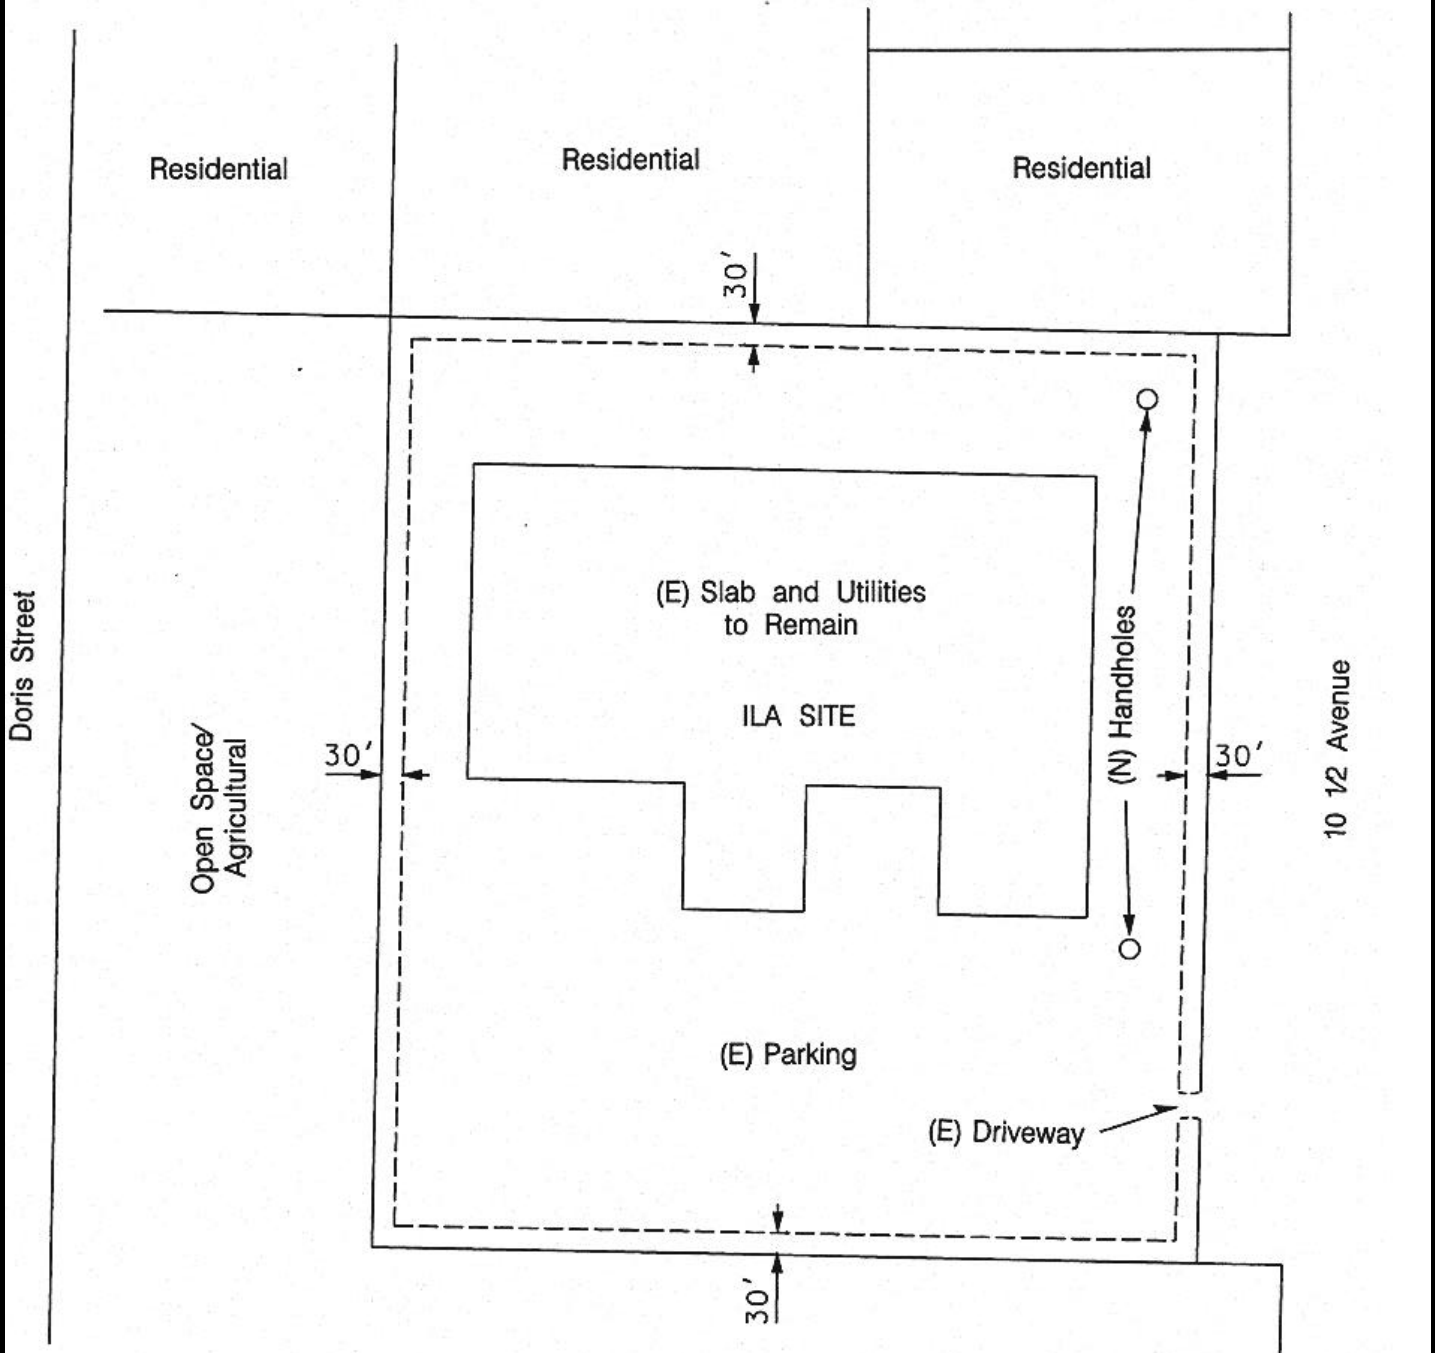 Residential
Residential
Residential
30'
(E) Slab and Utilities
to Remain
ILA SITE
(N) Handholes
Doris Street
Open Space/
Agricultural
30'
30'
10 1/2 Avenue
(E) Parking
(E) Driveway
30'